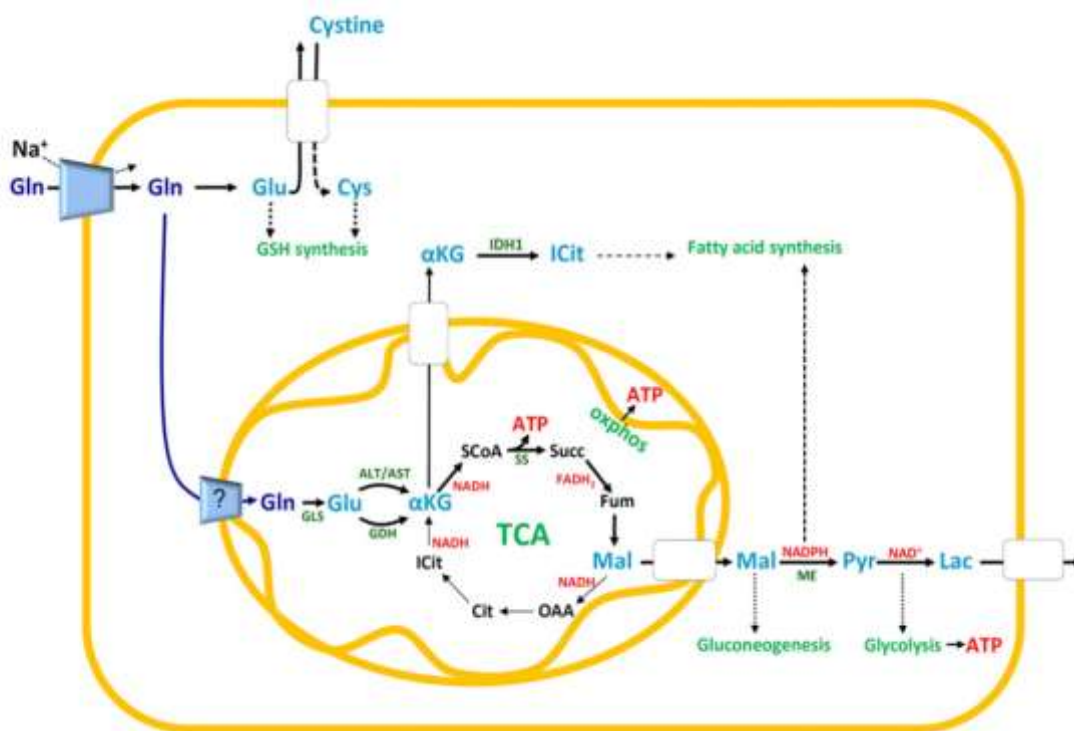 Cystine
Na⁺
Gln Gln Glu Cys
GSH synthesis
αKG IDH1 ICit Fatty acid synthesis
ATP
oxphos
ATP
SCoA SS Succ
ALT/AST NADH FADH₂
? Gln GLS Glu αKG Fum
GDH TCA
NADH
ICit Mal Mal NADPH Pyr NAD⁺ Lac
ME
NADH
Cit OAA
Gluconeogenesis Glycolysis ATP